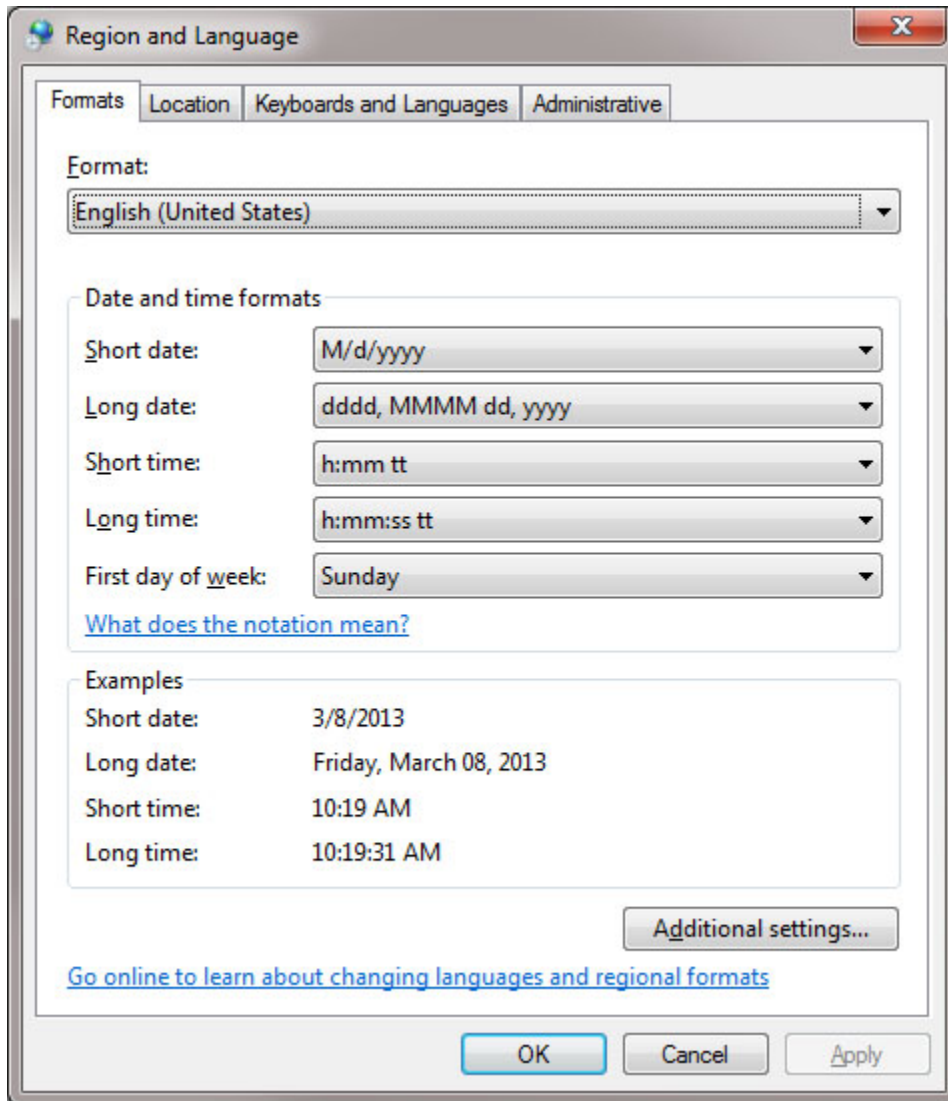 Region and Language
Formats Location Keyboards and Languages Administrative
Format:
English (United States)
Date and time formats
Short date: M/d/yyyy
Long date: dddd, MMMM dd, yyyy
Short time: h:mm tt
Long time: h:mm:ss tt
First day of week: Sunday
What does the notation mean?
Examples
Short date: 3/8/2013
Long date: Friday, March 08, 2013
Short time: 10:19 AM
Long time: 10:19:31 AM
Additional settings...
Go online to learn about changing languages and regional formats
OK Cancel Apply